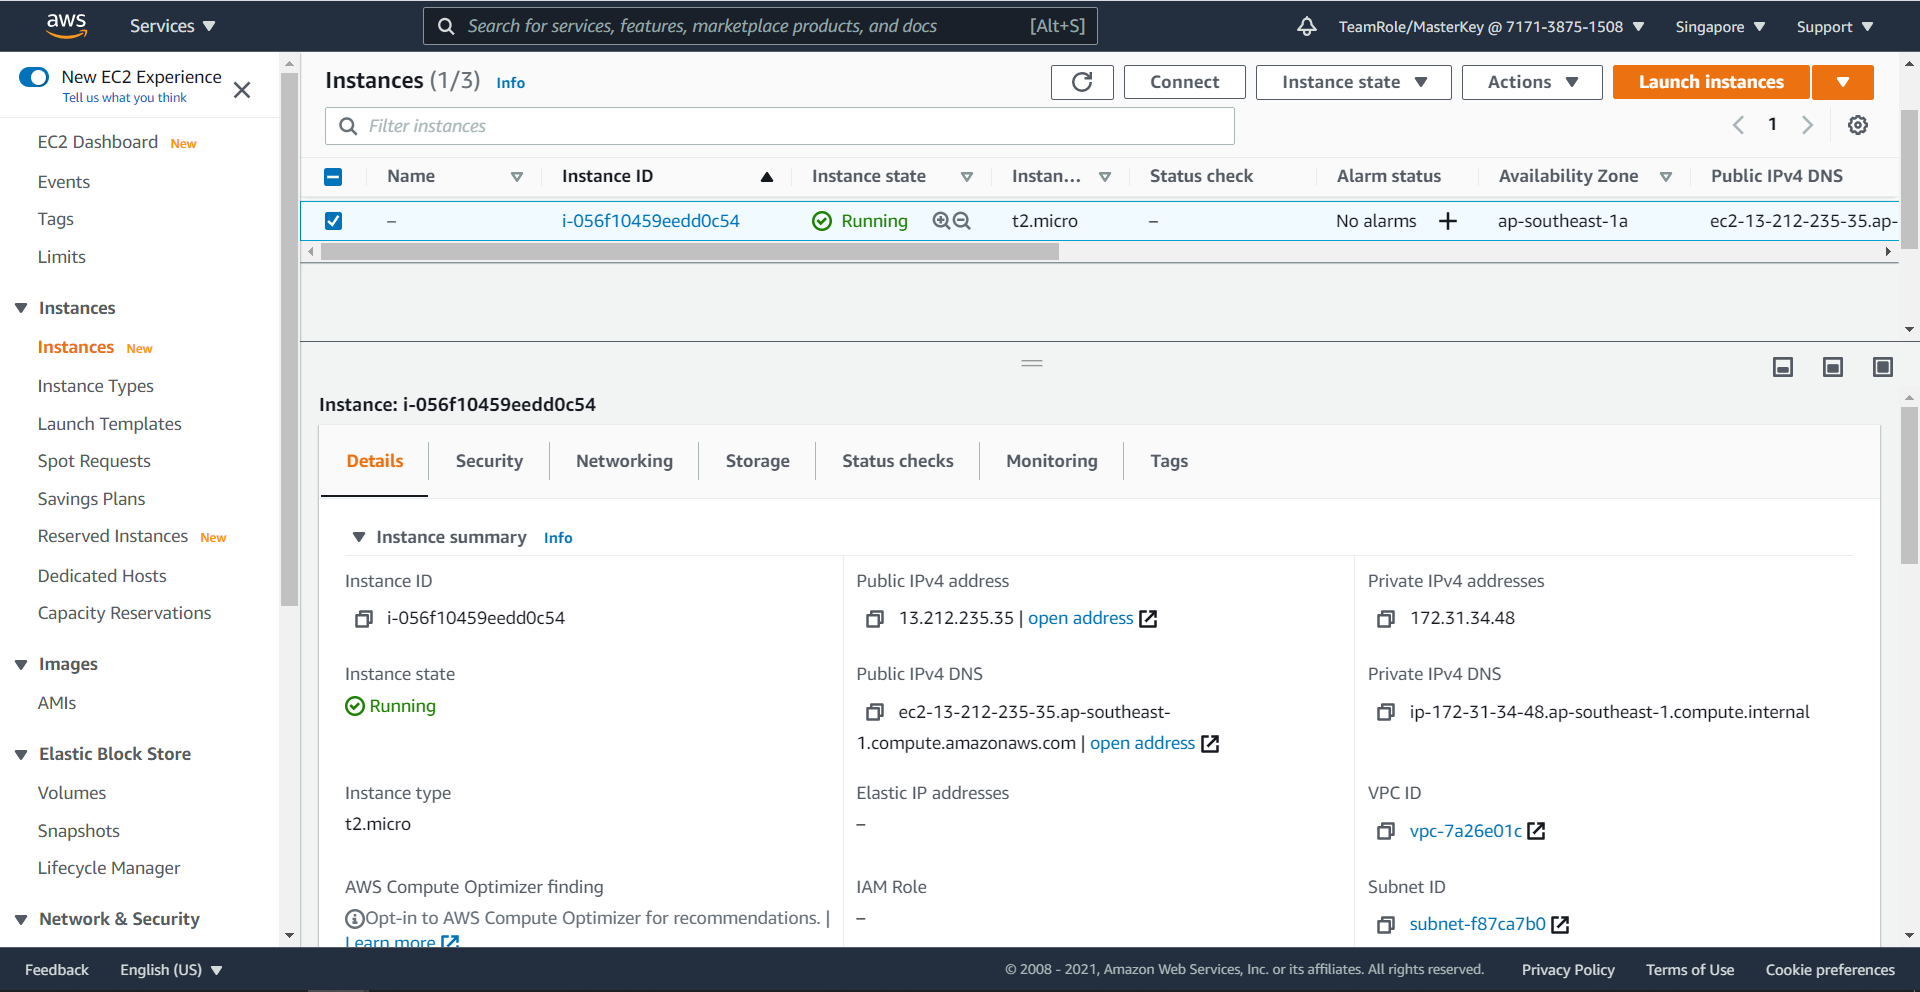 aws
Services
Search for services, features, marketplace products, and docs
[Alt+S]
TeamRole/MasterKey @ 7171-3875-1508
Singapore
Support
New EC2 Experience
Tell us what you think
EC2 Dashboard New
Events
Tags
Limits
Instances
Instances New
Instance Types
Launch Templates
Spot Requests
Savings Plans
Reserved Instances New
Dedicated Hosts
Capacity Reservations
Images
AMIs
Elastic Block Store
Volumes
Snapshots
Lifecycle Manager
Network & Security
Instances (1/3) Info
Connect
Instance state
Actions
Launch instances
Filter instances
1
Name
Instance ID
Instance state
Instan...
Status check
Alarm status
Availability Zone
Public IPv4 DNS
–
i-056f10459eedd0c54
Running
t2.micro
–
No alarms +
ap-southeast-1a
ec2-13-212-235-35.ap-
Instance: i-056f10459eedd0c54
Details
Security
Networking
Storage
Status checks
Monitoring
Tags
Instance summary Info
Instance ID
i-056f10459eedd0c54
Public IPv4 address
13.212.235.35 | open address
Private IPv4 addresses
172.31.34.48
Instance state
Running
Public IPv4 DNS
ec2-13-212-235-35.ap-southeast-
1.compute.amazonaws.com | open address
Private IPv4 DNS
ip-172-31-34-48.ap-southeast-1.compute.internal
Instance type
t2.micro
Elastic IP addresses
–
VPC ID
vpc-7a26e01c
AWS Compute Optimizer finding
Opt-in to AWS Compute Optimizer for recommendations. |
Learn more
IAM Role
–
Subnet ID
subnet-f87ca7b0
Feedback
English (US)
© 2008 - 2021, Amazon Web Services, Inc. or its affiliates. All rights reserved.
Privacy Policy
Terms of Use
Cookie preferences